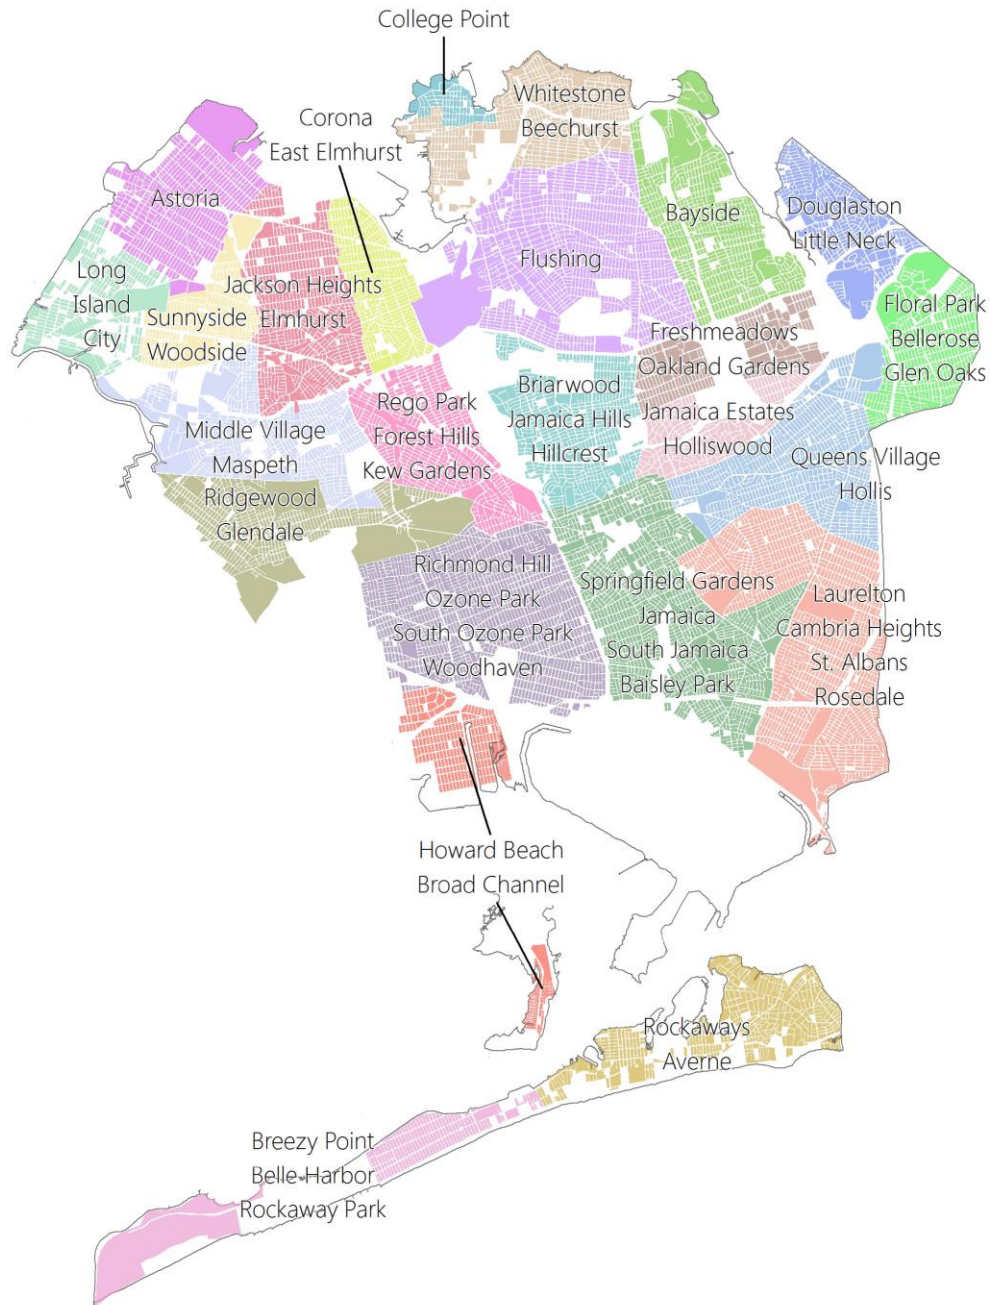 College Point
Whitestone
Beechurst
Corona
East Elmhurst
Astoria
Bayside
Douglaston
Little Neck
Flushing
Long
Island
City
Jackson Heights
Elmhurst
Sunnyside
Woodside
Floral Park
Bellerose
Glen Oaks
Freshmeadows
Oakland Gardens
Briarwood
Jamaica Hills
Hillcrest
Rego Park
Forest Hills
Kew Gardens
Jamaica Estates
Holliswood
Middle Village
Maspeth
Queens Village
Hollis
Ridgewood
Glendale
Richmond Hill
Ozone Park
South Ozone Park
Woodhaven
Springfield Gardens
Jamaica
South Jamaica
Baisley Park
Laurelton
Cambria Heights
St. Albans
Rosedale
Howard Beach
Broad Channel
Rockaways
Averne
Breezy Point
Belle Harbor
Rockaway Park